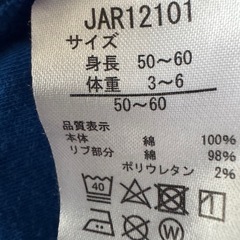 JAR12101
サイズ
身長 50～60
体重 3～6
50～60
品質表示
本体 綿 100%
リブ部分 綿 98%
ポリウレタン 2%
40